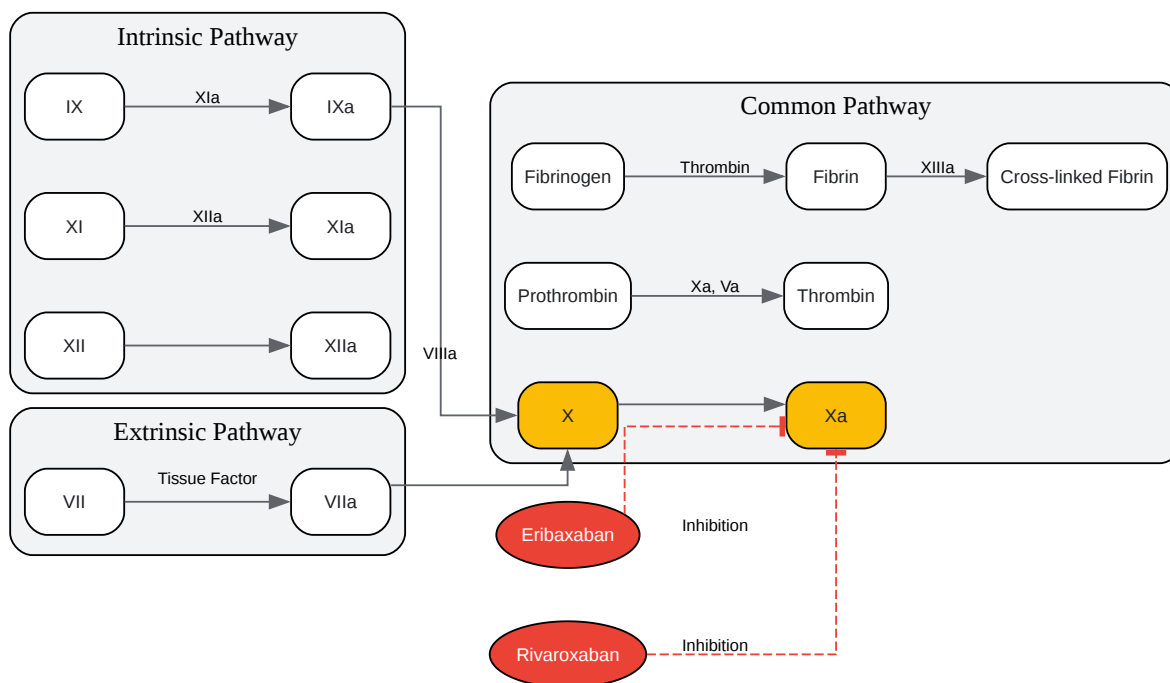 Intrinsic Pathway
IX
XIa
IXa
XI
XIIa
XIa
XII
XIIa
VIIIa
Extrinsic Pathway
VII
Tissue Factor
VIIa
Common Pathway
Fibrinogen
Thrombin
Fibrin
XIIIa
Cross-linked Fibrin
Prothrombin
Xa, Va
Thrombin
X
Xa
Eribaxaban
Inhibition
Rivaroxaban
Inhibition